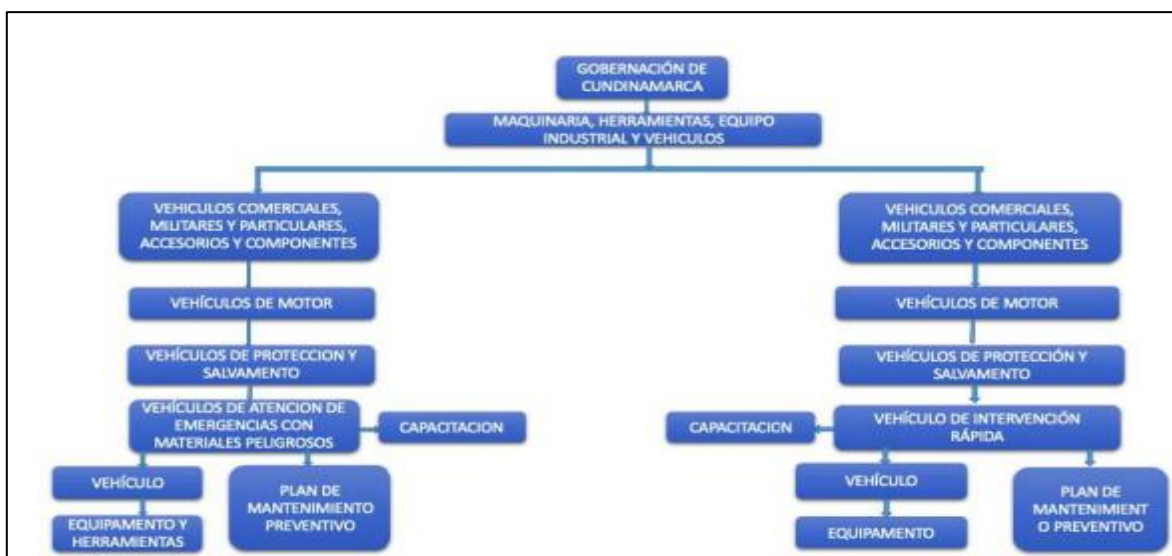 GOBERNACIÓN DE
CUNDINAMARCA
MAQUINARIA, HERRAMIENTAS, EQUIPO
INDUSTRIAL Y VEHICULOS
VEHICULOS COMERCIALES,
MILITARES Y PARTICULARES,
ACCESORIOS Y COMPONENTES
VEHÍCULOS DE MOTOR
VEHÍCULOS DE PROTECCION Y
SALVAMENTO
VEHÍCULOS DE ATENCION DE
EMERGENCIAS CON
MATERIALES PELIGROSOS
CAPACITACION
VEHÍCULO
EQUIPAMENTO Y
HERRAMIENTAS
PLAN DE
MANTENIMIENTO
PREVENTIVO
VEHICULOS COMERCIALES,
MILITARES Y PARTICULARES,
ACCESORIOS Y COMPONENTES
VEHÍCULOS DE MOTOR
VEHÍCULOS DE PROTECCIÓN Y
SALVAMENTO
CAPACITACION
VEHÍCULO DE INTERVENCIÓN
RÁPIDA
VEHÍCULO
EQUIPAMENTO
PLAN DE
MANTENIMIENT
O PREVENTIVO